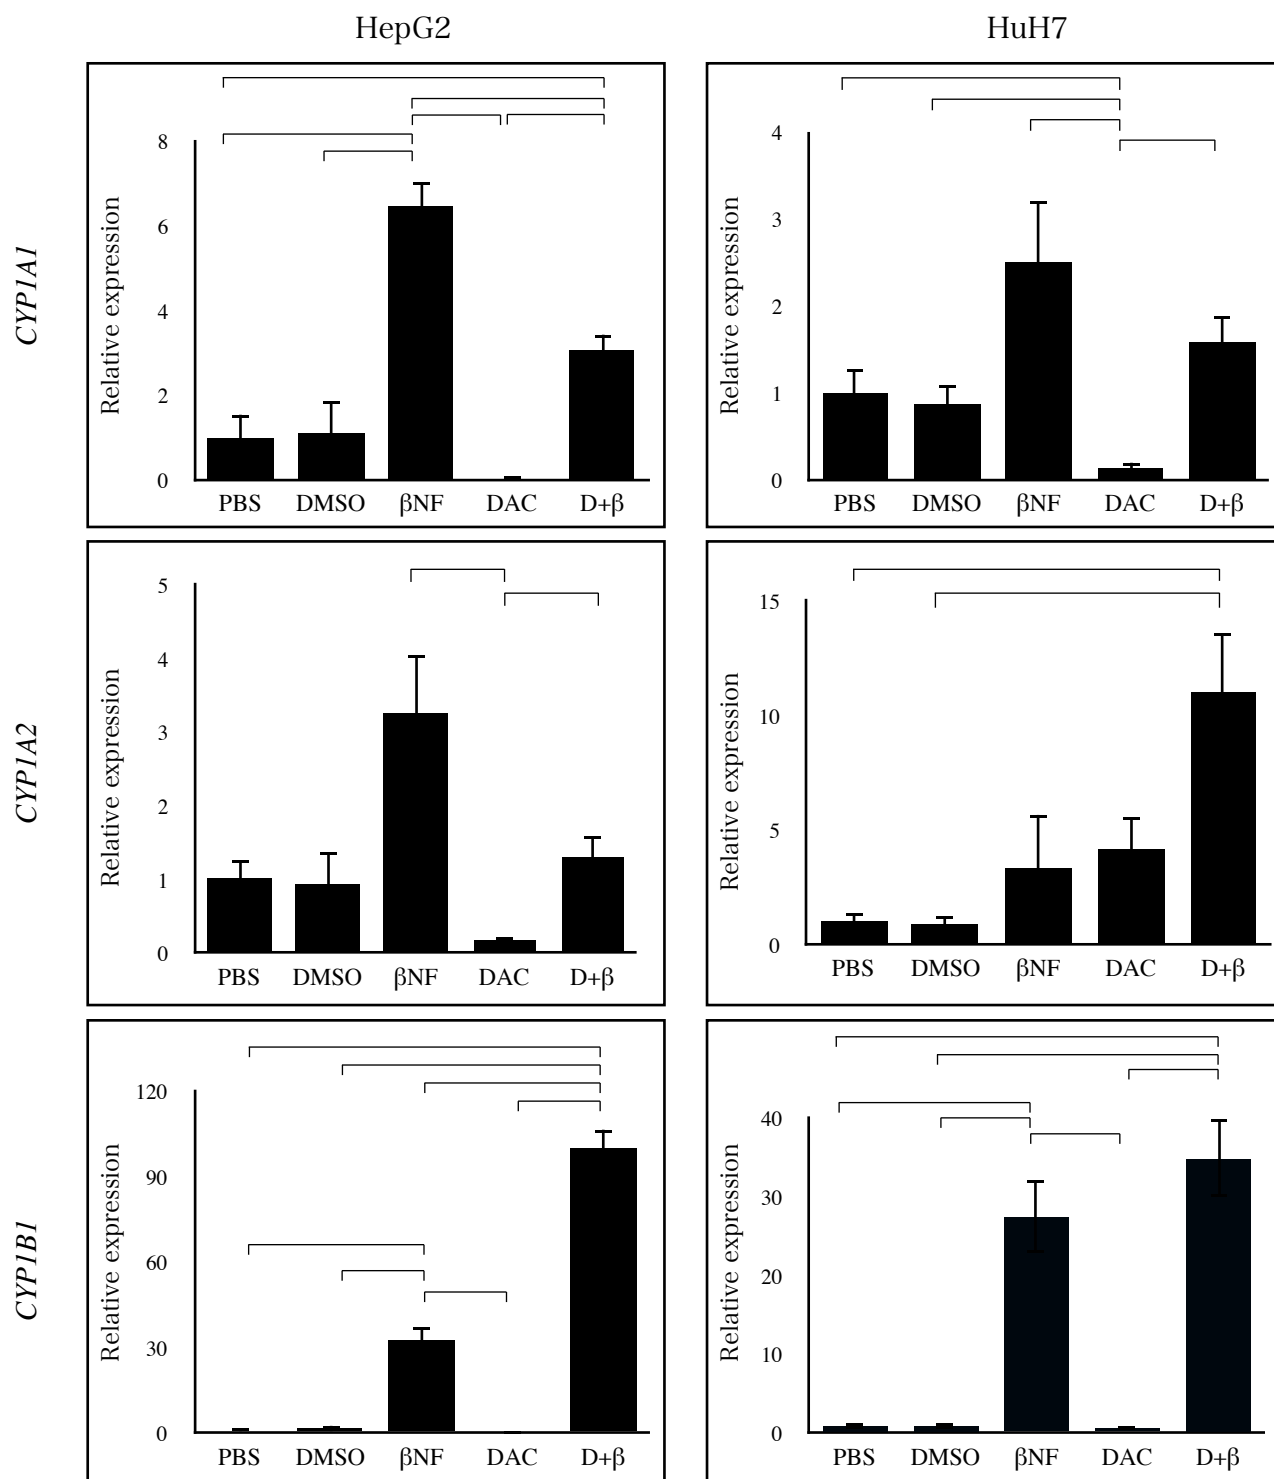 HepG2
HuH7
CYP1A1
Relative expression
8
6
4
2
0
PBS DMSO βNF DAC D+β
Relative expression
4
3
2
1
0
PBS DMSO βNF DAC D+β
CYP1A2
Relative expression
5
4
3
2
1
0
PBS DMSO βNF DAC D+β
Relative expression
15
10
5
0
PBS DMSO βNF DAC D+β
CYP1B1
Relative expression
120
90
60
30
0
PBS DMSO βNF DAC D+β
Relative expression
40
30
20
10
0
PBS DMSO βNF DAC D+β